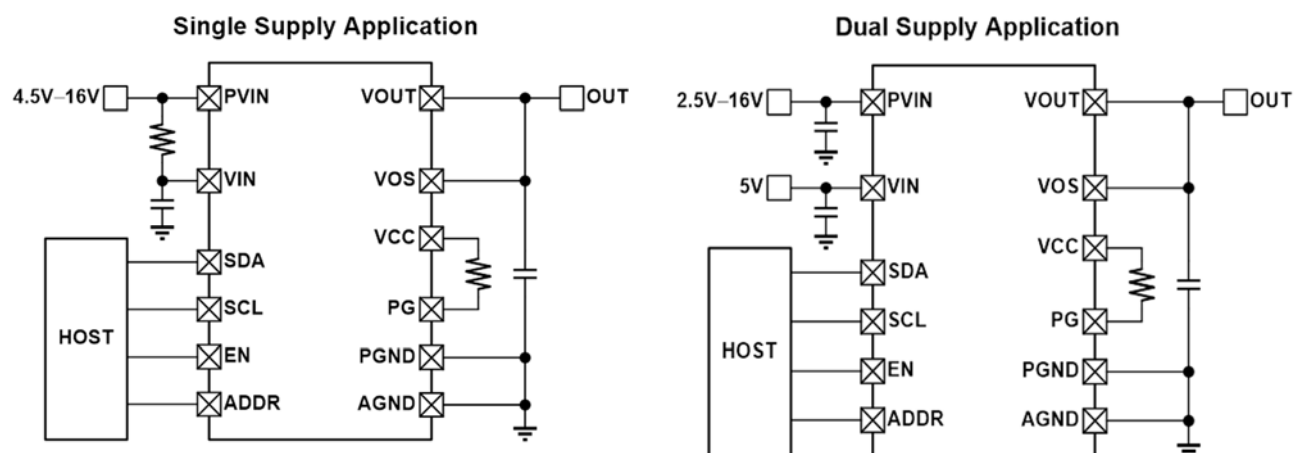 Single Supply Application
4.5V–16V
PVIN
VOUT
OUT
VIN
VOS
VCC
SDA
SCL
PG
HOST
EN
PGND
ADDR
AGND
Dual Supply Application
2.5V–16V
PVIN
VOUT
OUT
5V
VIN
VOS
VCC
SDA
SCL
PG
HOST
EN
PGND
ADDR
AGND